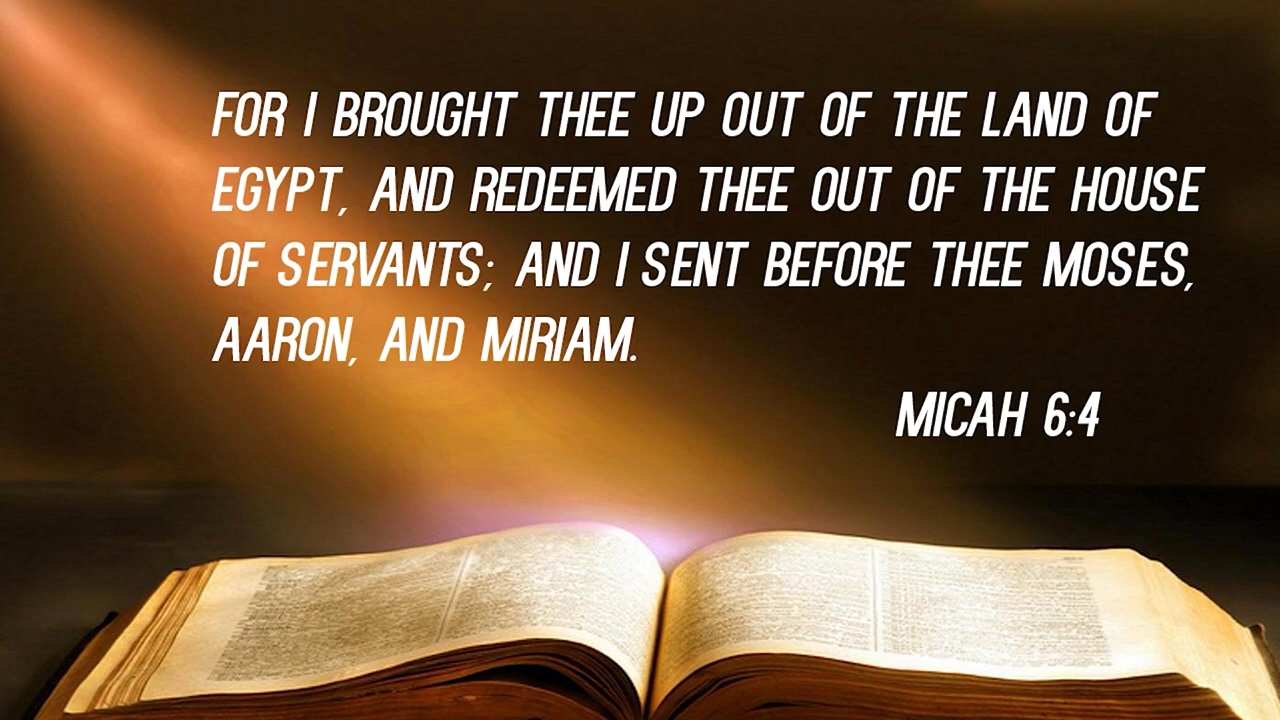 FOR I BROUGHT THEE UP OUT OF THE LAND OF
EGYPT, AND REDEEMED THEE OUT OF THE HOUSE
OF SERVANTS; AND I SENT BEFORE THEE MOSES,
AARON, AND MIRIAM.
MICAH 6:4